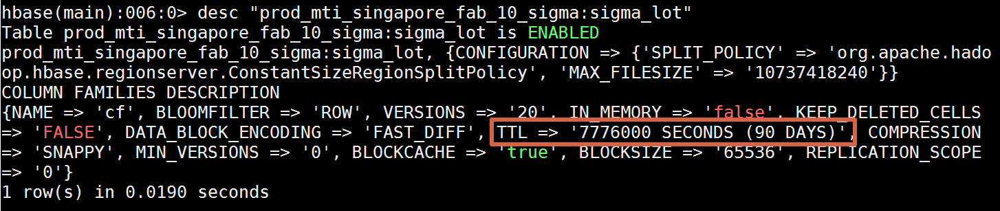 hbase(main):006:0> desc "prod_mti_singapore_fab_10_sigma:sigma_lot"
Table prod_mti_singapore_fab_10_sigma:sigma_lot is ENABLED
prod_mti_singapore_fab_10_sigma:sigma_lot, {CONFIGURATION => {'SPLIT_POLICY' => 'org.apache.hado
op.hbase.regionserver.ConstantSizeRegionSplitPolicy', 'MAX_FILESIZE' => '10737418240'}}
COLUMN FAMILIES DESCRIPTION
{NAME => 'cf', BLOOMFILTER => 'ROW', VERSIONS => '20', IN_MEMORY => 'false', KEEP_DELETED_CELLS
=> 'FALSE', DATA_BLOCK_ENCODING => 'FAST_DIFF', TTL => '7776000 SECONDS (90 DAYS)', COMPRESSION
=> 'SNAPPY', MIN_VERSIONS => '0', BLOCKCACHE => 'true', BLOCKSIZE => '65536', REPLICATION_SCOPE
=> '0'}
1 row(s) in 0.0190 seconds